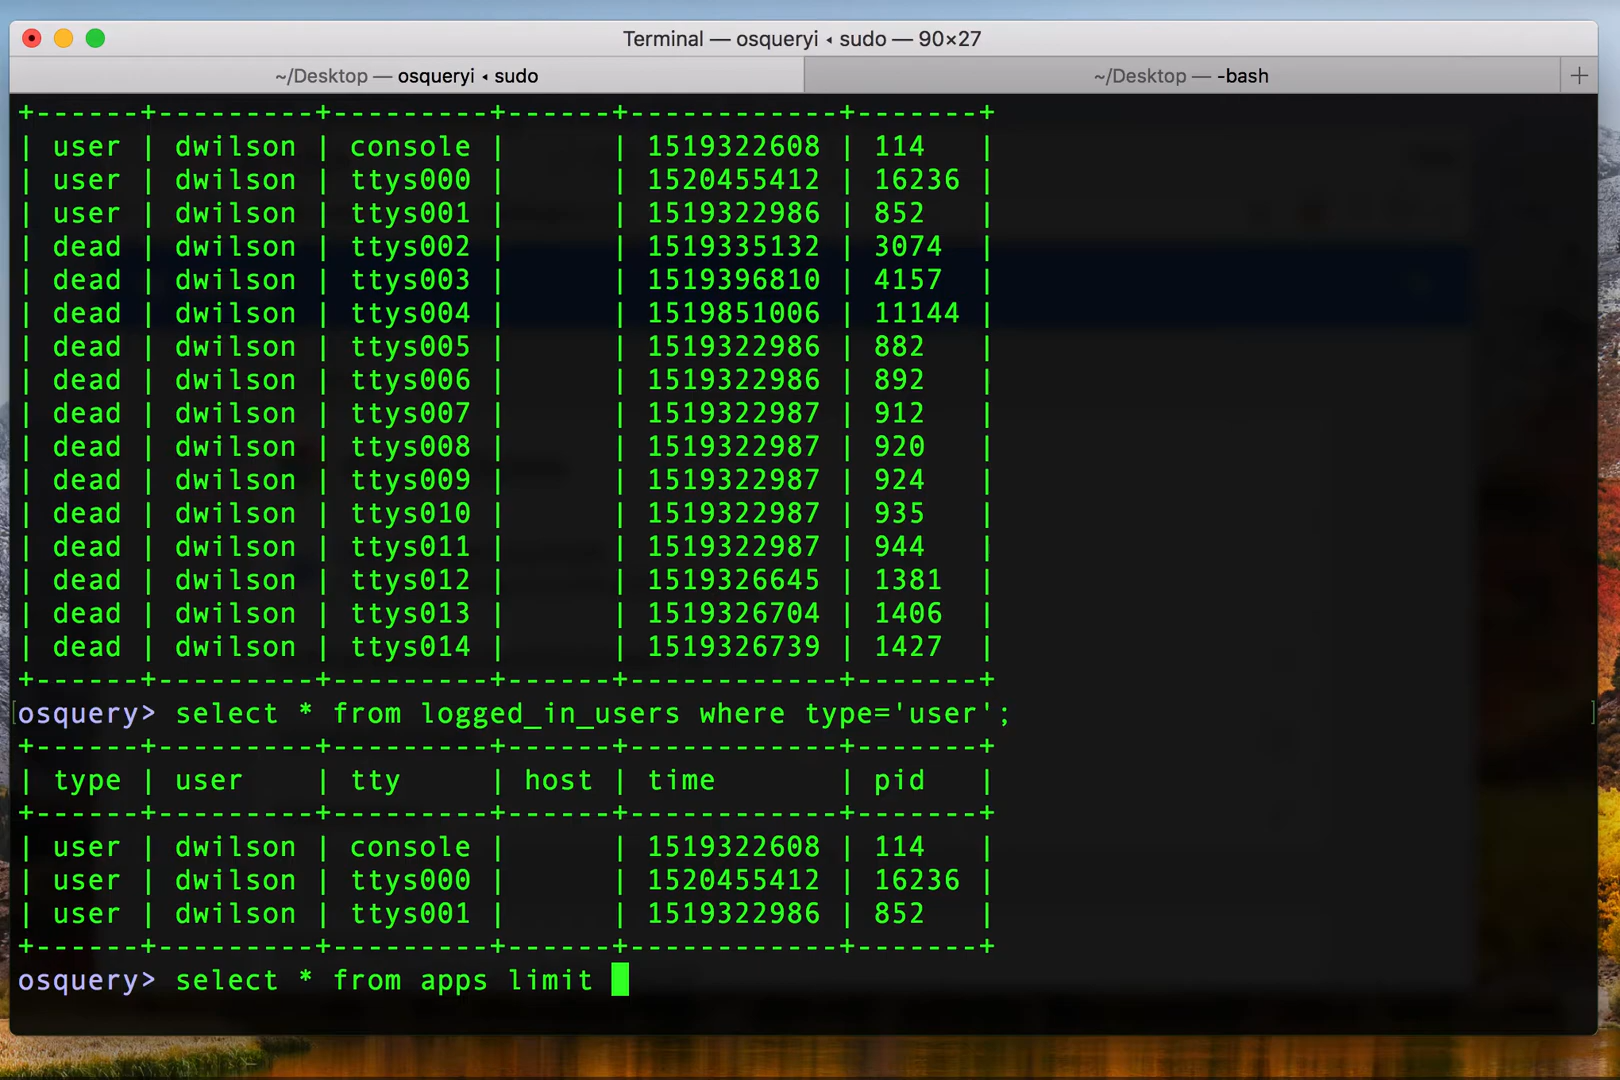 Terminal — osqueryi ◂ sudo — 90×27
~/Desktop — osqueryi ◂ sudo ~/Desktop — -bash +
+------+---------+---------+------+------------+-------+
| user | dwilson | console |      | 1519322608 | 114   |
| user | dwilson | ttys000 |      | 1520455412 | 16236 |
| user | dwilson | ttys001 |      | 1519322986 | 852   |
| dead | dwilson | ttys002 |      | 1519335132 | 3074  |
| dead | dwilson | ttys003 |      | 1519396810 | 4157  |
| dead | dwilson | ttys004 |      | 1519851006 | 11144 |
| dead | dwilson | ttys005 |      | 1519322986 | 882   |
| dead | dwilson | ttys006 |      | 1519322986 | 892   |
| dead | dwilson | ttys007 |      | 1519322987 | 912   |
| dead | dwilson | ttys008 |      | 1519322987 | 920   |
| dead | dwilson | ttys009 |      | 1519322987 | 924   |
| dead | dwilson | ttys010 |      | 1519322987 | 935   |
| dead | dwilson | ttys011 |      | 1519322987 | 944   |
| dead | dwilson | ttys012 |      | 1519326645 | 1381  |
| dead | dwilson | ttys013 |      | 1519326704 | 1406  |
| dead | dwilson | ttys014 |      | 1519326739 | 1427  |
+------+---------+---------+------+------------+-------+
[osquery> select * from logged_in_users where type='user'; ]
+------+---------+---------+------+------------+-------+
| type | user    | tty     | host | time       | pid   |
+------+---------+---------+------+------------+-------+
| user | dwilson | console |      | 1519322608 | 114   |
| user | dwilson | ttys000 |      | 1520455412 | 16236 |
| user | dwilson | ttys001 |      | 1519322986 | 852   |
+------+---------+---------+------+------------+-------+
osquery> select * from apps limit